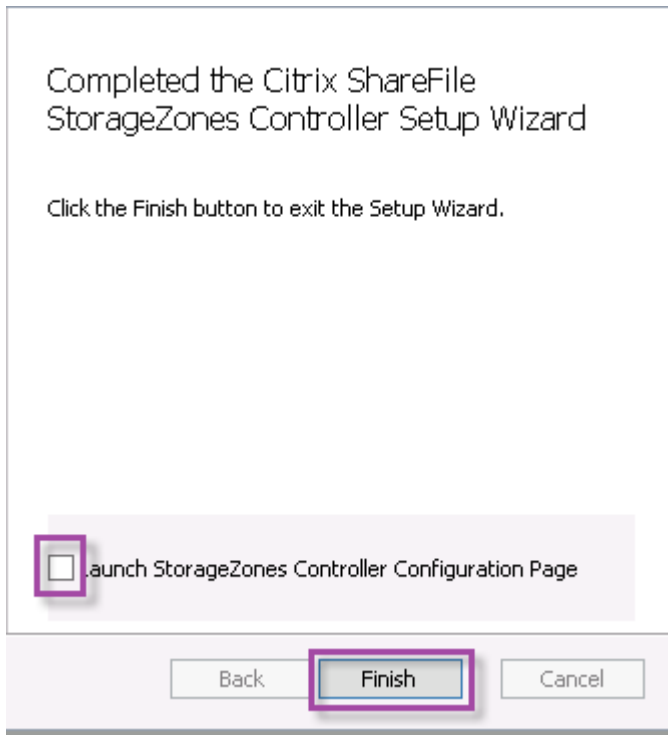 Completed the Citrix ShareFile
StorageZones Controller Setup Wizard
Click the Finish button to exit the Setup Wizard.
Launch StorageZones Controller Configuration Page
Back
Finish
Cancel